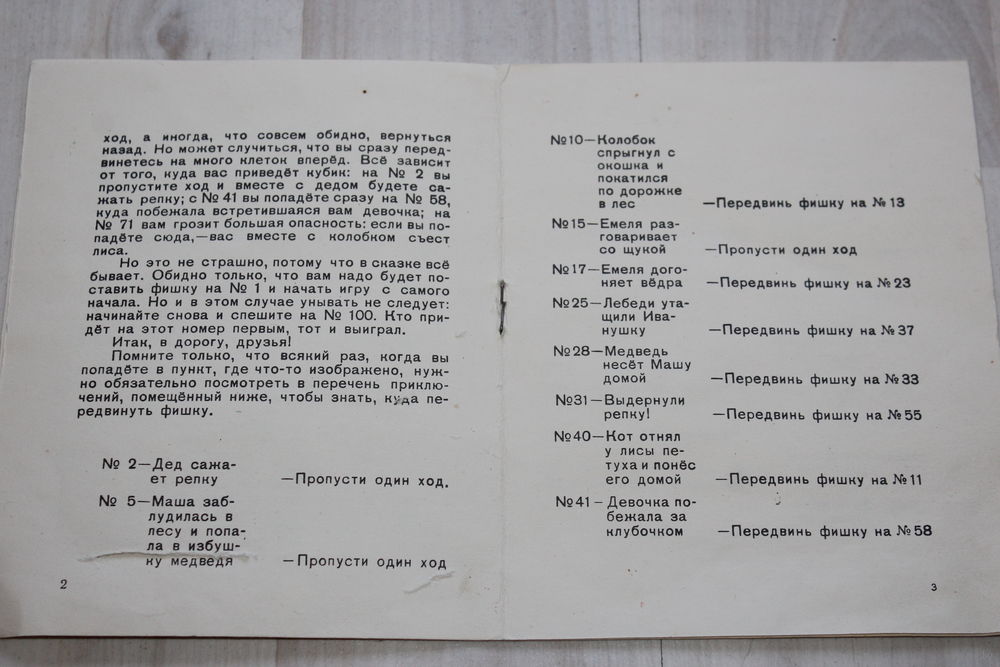 ход, а иногда, что совсем обидно, вернуться
назад. Но может случиться, что вы сразу перед-
винетесь на много клеток вперёд. Всё зависит
от того, куда вас приведёт кубик: на № 2 вы
пропустите ход и вместе с дедом будете са-
жать репку; с № 41 вы попадёте сразу на № 58,
куда побежала встретившаяся вам девочка; на
№ 71 вам грозит большая опасность: если вы по-
падёте сюда,—вас вместе с колобком съест
лиса.
Но это не страшно, потому что в сказке всё
бывает. Обидно только, что вам надо будет по-
ставить фишку на № 1 и начать игру с самого
начала. Но и в этом случае унывать не следует:
начинайте снова и спешите на № 100. Кто при-
дёт на этот номер первым, тот и выиграл.
Итак, в дорогу, друзья!
Помните только, что всякий раз, когда вы
попадёте в пункт, где что-то изображено, нуж-
но обязательно посмотреть в перечень приклю-
чений, помещённый ниже, чтобы знать, куда пе-
редвинуть фишку.
№ 2—Дед сажа-
ет репку —Пропусти один ход.
№ 5—Маша заб-
лудилась в
лесу и попа-
ла в избуш-
ку медведя —Пропусти один ход
2
№10—Колобок
спрыгнул с
окошка и
покатился
по дорожке
в лес —Передвинь фишку на № 13
№15—Емеля раз-
говаривает
со щукой —Пропусти один ход
№17—Емеля дого-
няет вёдра —Передвинь фишку на № 23
№25—Лебеди ута-
щили Ива-
нушку —Передвинь фишку на № 37
№28—Медведь
несёт Машу
домой —Передвинь фишку на № 33
№31—Выдернули
репку! —Передвинь фишку на № 55
№40—Кот отнял
у лисы пе-
туха и понёс
его домой —Передвинь фишку на № 11
№41—Девочка по-
бежала за
клубочком —Передвинь фишку на № 58
3